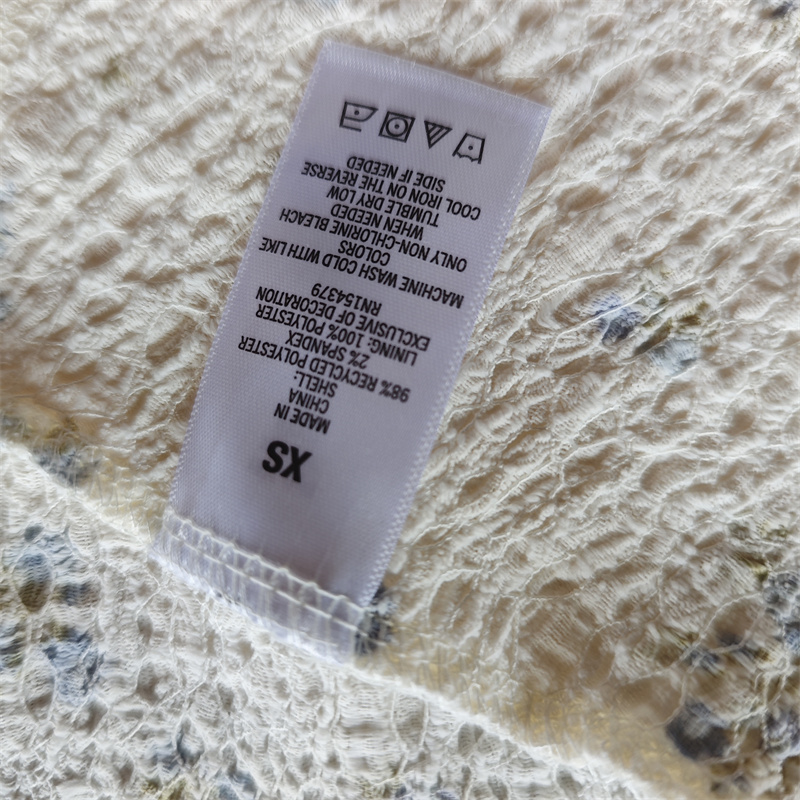 XS
MADE IN
CHINA
SHELL:
98% RECYCLED POLYESTER
2% SPANDEX
LINING: 100% POLYESTER
EXCLUSIVE OF DECORATION
RN154379
MACHINE WASH COLD WITH LIKE
COLORS
ONLY NON-CHLORINE BLEACH
WHEN NEEDED
TUMBLE DRY LOW
COOL IRON ON THE REVERSE
SIDE IF NEEDED